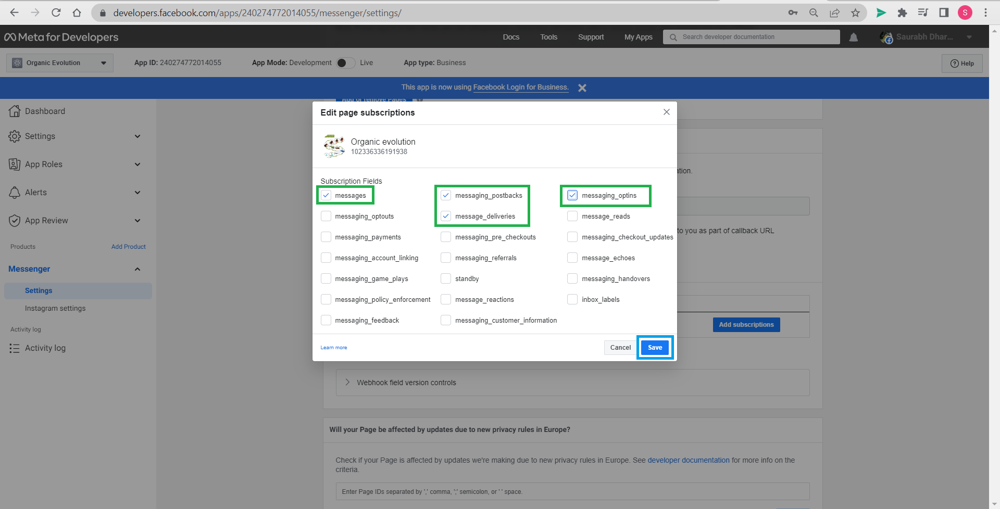 developers.facebook.com/apps/240274772014055/messenger/settings/
S
Meta for Developers
Docs Tools Support My Apps Search developer documentation Saurabh Dhar...
Organic Evolution App ID: 240274772014055 App Mode: Development Live App type: Business Help
This app is now using Facebook Login for Business.
Add or remove Pages
Dashboard
Settings
App Roles
Alerts
App Review
Products Add Product
Messenger
Settings
Instagram settings
Activity log
Activity log
Edit page subscriptions
Organic evolution
102336336191938
Subscription Fields
messages messaging_postbacks messaging_optins
messaging_optouts message_deliveries message_reads
messaging_payments messaging_pre_checkouts messaging_checkout_updates
messaging_account_linking messaging_referrals message_echoes
messaging_game_plays standby messaging_handovers
messaging_policy_enforcement message_reactions inbox_labels
messaging_feedback messaging_customer_information
Learn more Cancel Save
ation.
to you as part of callback URL
Add subscriptions
Webhook field version controls
Will your Page be affected by updates due to new privacy rules in Europe?
Check if your Page is affected by updates we're making due to new privacy rules in Europe. See developer documentation for more info on the
criteria.
Enter Page IDs separated by ',' comma, ';' semicolon, or ' ' space.